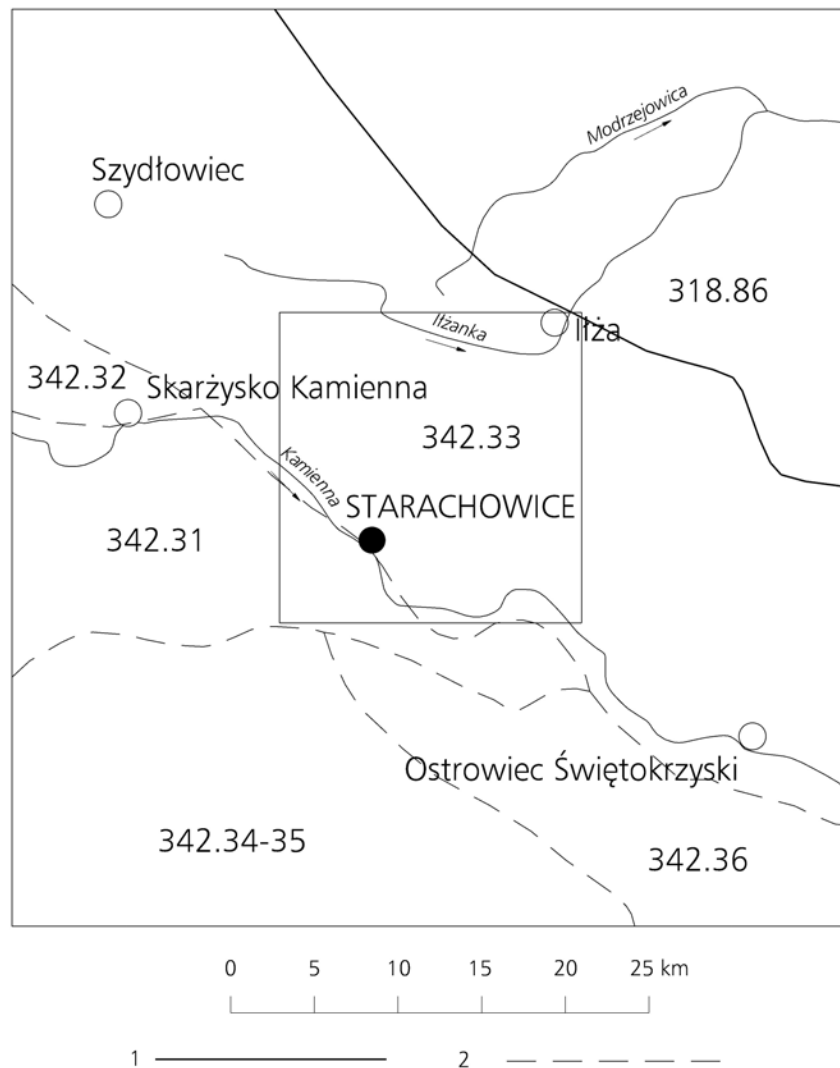 Modrzejowica
Szydłowiec
318.86
Iłżanka
Iłża
342.32
Skarżysko Kamienna
342.33
Kamienna
STARACHOWICE
342.31
Ostrowiec Świętokrzyski
342.34-35
342.36
0 5 10 15 20 25 km
1 2